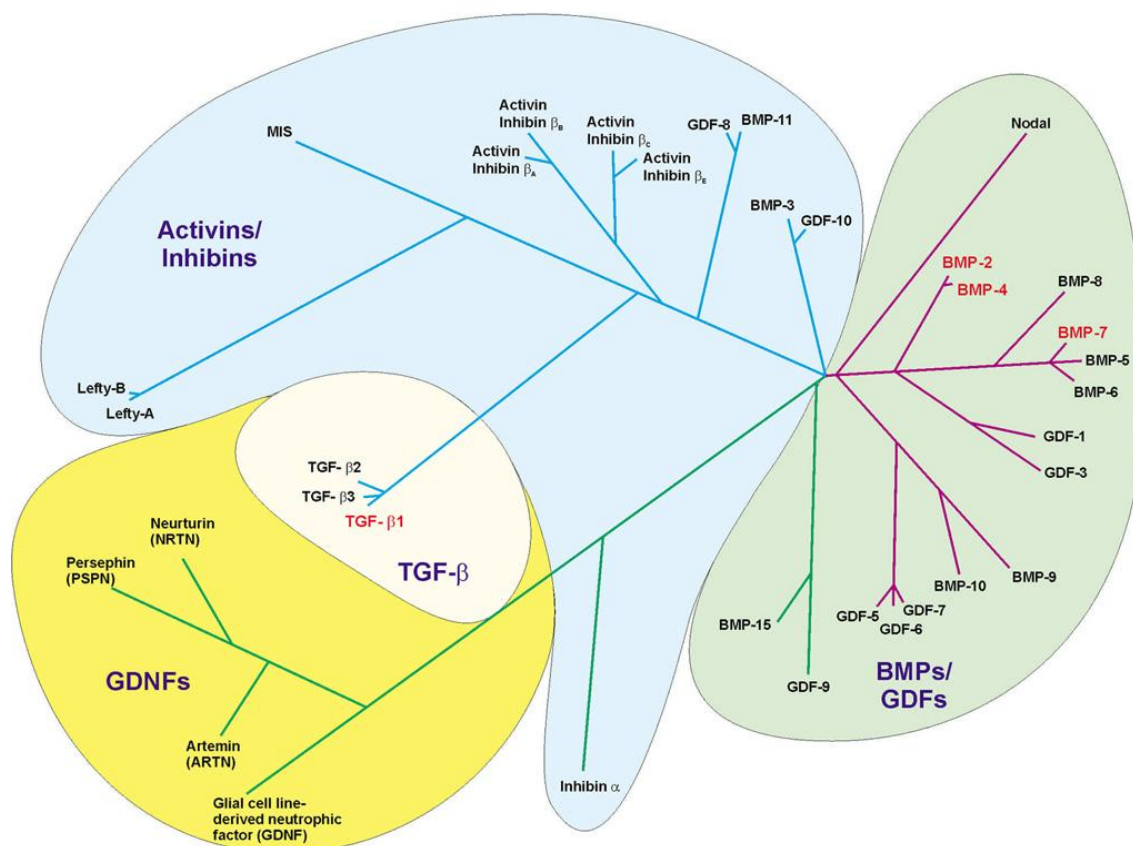 MIS
Activin
Inhibin βB
Activin
Inhibin βA
Activin
Inhibin βC
Activin
Inhibin βE
GDF-8
BMP-11
BMP-3
GDF-10
Nodal
Activins/
Inhibins
BMP-2
BMP-4
BMP-8
BMP-7
BMP-5
BMP-6
GDF-1
GDF-3
Lefty-B
Lefty-A
TGF- β2
TGF- β3
TGF- β1
TGF-β
Neurturin
(NRTN)
Persephin
(PSPN)
GDNFs
Artemin
(ARTN)
Glial cell line-
derived neutrophic
factor (GDNF)
Inhibin α
BMP-15
GDF-9
GDF-5
GDF-6
GDF-7
BMP-10
BMP-9
BMPs/
GDFs